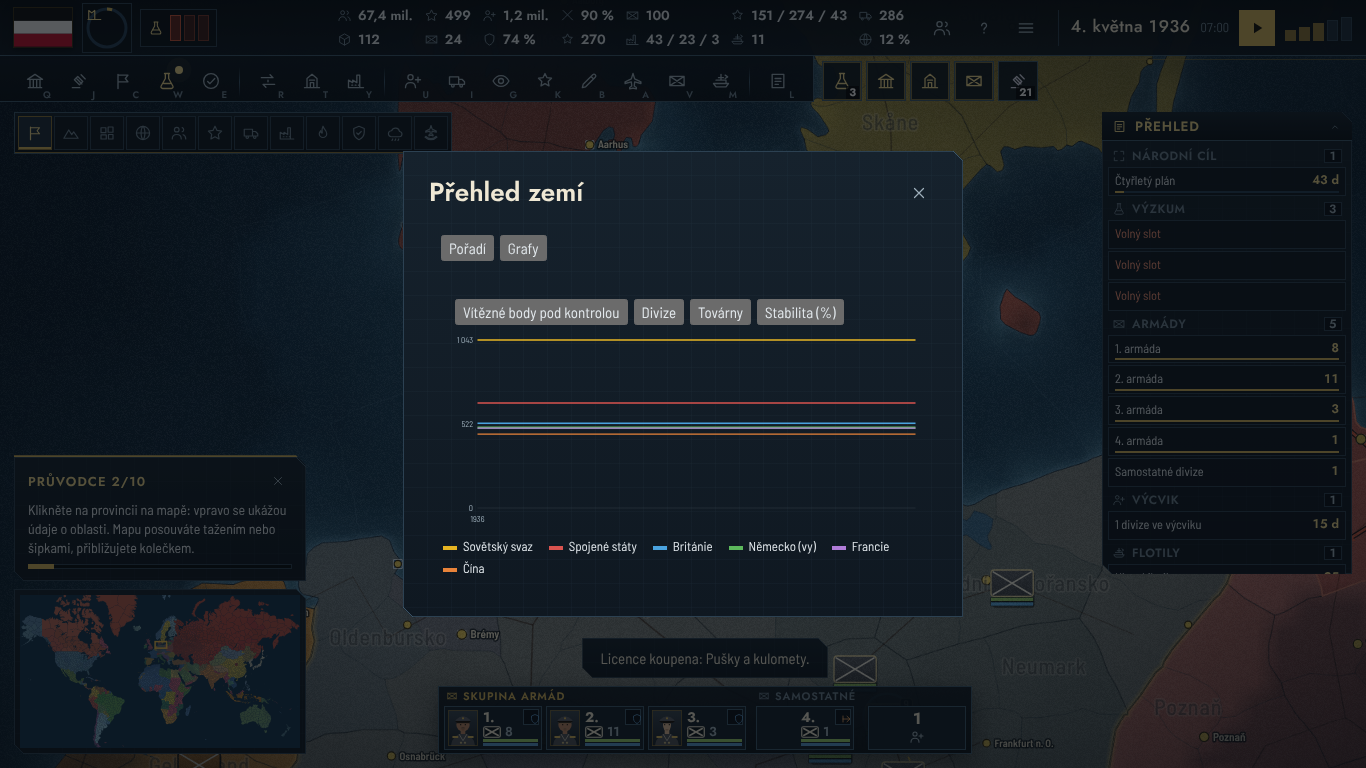 67,4 mil. 499 1,2 mil. 90 % 100 151 / 274 / 43 286
112 24 74 % 270 43 / 23 / 3 11 12 %
4. května 1936 07:00
Q J C W E R T Y U I G K B A V M L
3 21
Skåne
Aarhus
PŘEHLED
NÁRODNÍ CÍL 1
Čtyřletý plán 43 d
VÝZKUM 3
Volný slot
Volný slot
Volný slot
ARMÁDY 5
1. armáda 8
2. armáda 11
3. armáda 3
4. armáda 1
Samostatné divize 1
VÝCVIK 1
1 divize ve výcviku 15 d
FLOTILY 1
Přehled zemí
Pořadí Grafy
Vítězné body pod kontrolou Divize Továrny Stabilita (%)
1 043
522
0
1936
Sovětský svaz Spojené státy Británie Německo (vy) Francie
Čína
PRŮVODCE 2/10
Klikněte na provincii na mapě: vpravo se ukážou
údaje o oblasti. Mapu posouváte tažením nebo
šipkami, přibližujete kolečkem.
Oldenbursko
Brémy
Neumark
Poznaň
Poznaň
Frankfurt n. O.
Osnabrück
Licence koupena: Pušky a kulomety.
SKUPINA ARMÁD SAMOSTATNÉ
1. 8
2. 11
3. 3
4. 1
1